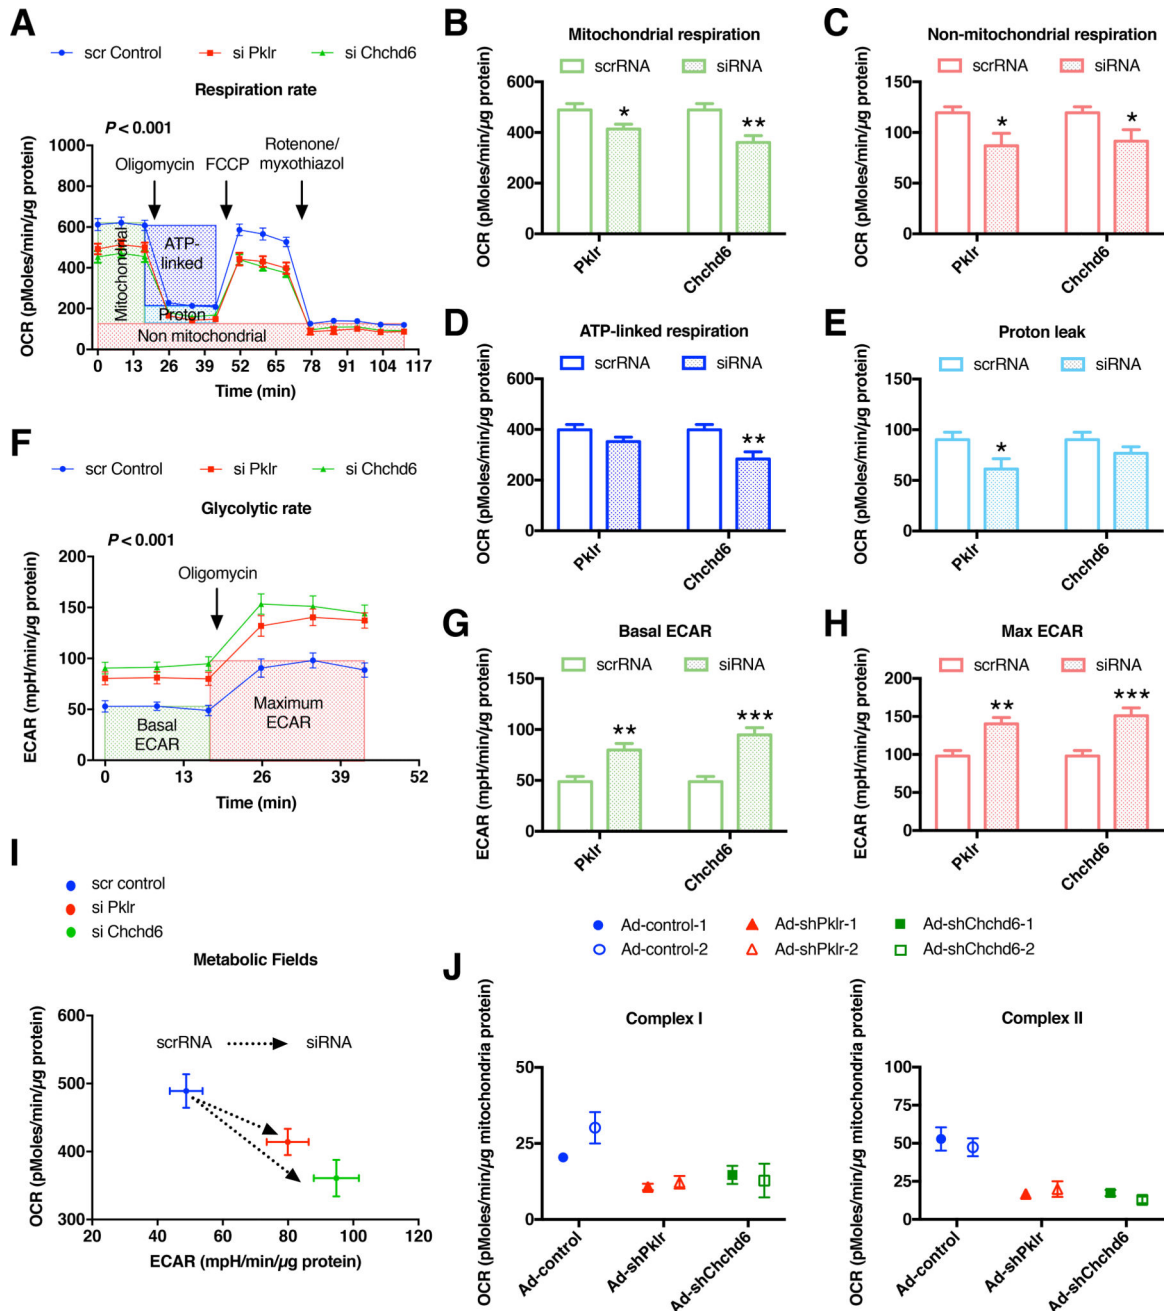 A
scr Control
si Pklr
si Chchd6
Respiration rate
P < 0.001
Oligomycin
FCCP
Rotenone/
myxothiazol
OCR (pMoles/min/µg protein)
1000
800
600
400
200
0
Mitochondrial
ATP-
linked
Proton
Non mitochondrial
0 13 26 39 52 65 78 91 104 117
Time (min)
B
Mitochondrial respiration
scrRNA
siRNA
OCR (pMoles/min/µg protein)
600
400
200
0
*
**
Pklr
Chchd6
C
Non-mitochondrial respiration
scrRNA
siRNA
OCR (pMoles/min/µg protein)
150
100
50
0
*
*
Pklr
Chchd6
D
ATP-linked respiration
scrRNA
siRNA
OCR (pMoles/min/µg protein)
600
400
200
0
**
Pklr
Chchd6
E
Proton leak
scrRNA
siRNA
OCR (pMoles/min/µg protein)
150
100
50
0
*
Pklr
Chchd6
F
scr Control
si Pklr
si Chchd6
Glycolytic rate
P < 0.001
Oligomycin
ECAR (mpH/min/µg protein)
200
150
100
50
0
Basal
ECAR
Maximum
ECAR
0 13 26 39 52
Time (min)
G
Basal ECAR
scrRNA
siRNA
ECAR (mpH/min/µg protein)
150
100
50
0
**
***
Pklr
Chchd6
H
Max ECAR
scrRNA
siRNA
ECAR (mpH/min/µg protein)
200
150
100
50
0
**
***
Pklr
Chchd6
I
scr control
si Pklr
si Chchd6
Metabolic Fields
scrRNA
siRNA
OCR (pMoles/min/µg protein)
600
500
400
300
20 40 60 80 100 120
ECAR (mpH/min/µg protein)
J
Ad-control-1
Ad-control-2
Ad-shPklr-1
Ad-shPklr-2
Ad-shChchd6-1
Ad-shChchd6-2
Complex I
OCR (pMoles/min/µg mitochondria protein)
50
25
0
Ad-control
Ad-shPklr
Ad-shChchd6
Complex II
OCR (pMoles/min/µg mitochondria protein)
100
75
50
25
0
Ad-control
Ad-shPklr
Ad-shChchd6